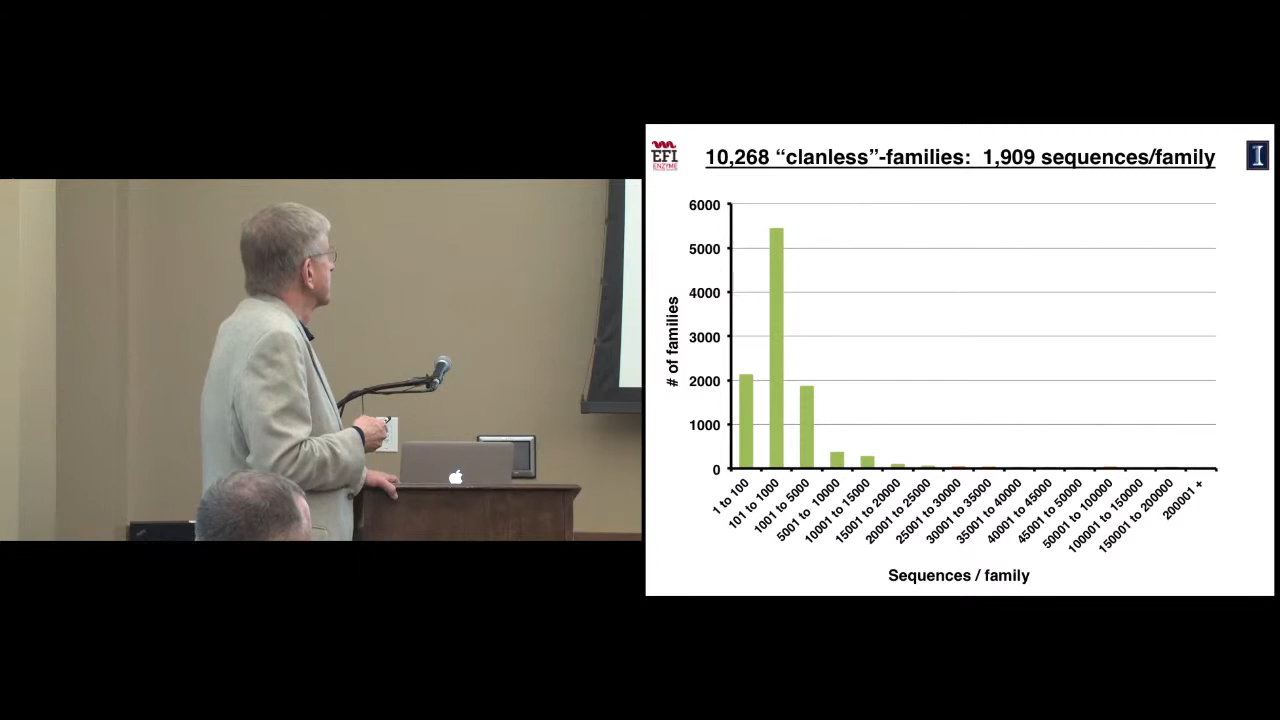 EFI
ENZYME
10,268 “clanless”-families:  1,909 sequences/family
I
# of families
6000
5000
4000
3000
2000
1000
0
1 to 100
101 to 1000
1001 to 5000
5001 to 10000
10001 to 15000
15001 to 20000
20001 to 25000
25001 to 30000
30001 to 35000
35001 to 40000
40001 to 45000
45001 to 50000
50001 to 100000
100001 to 150000
150001 to 200000
200001 +
Sequences / family